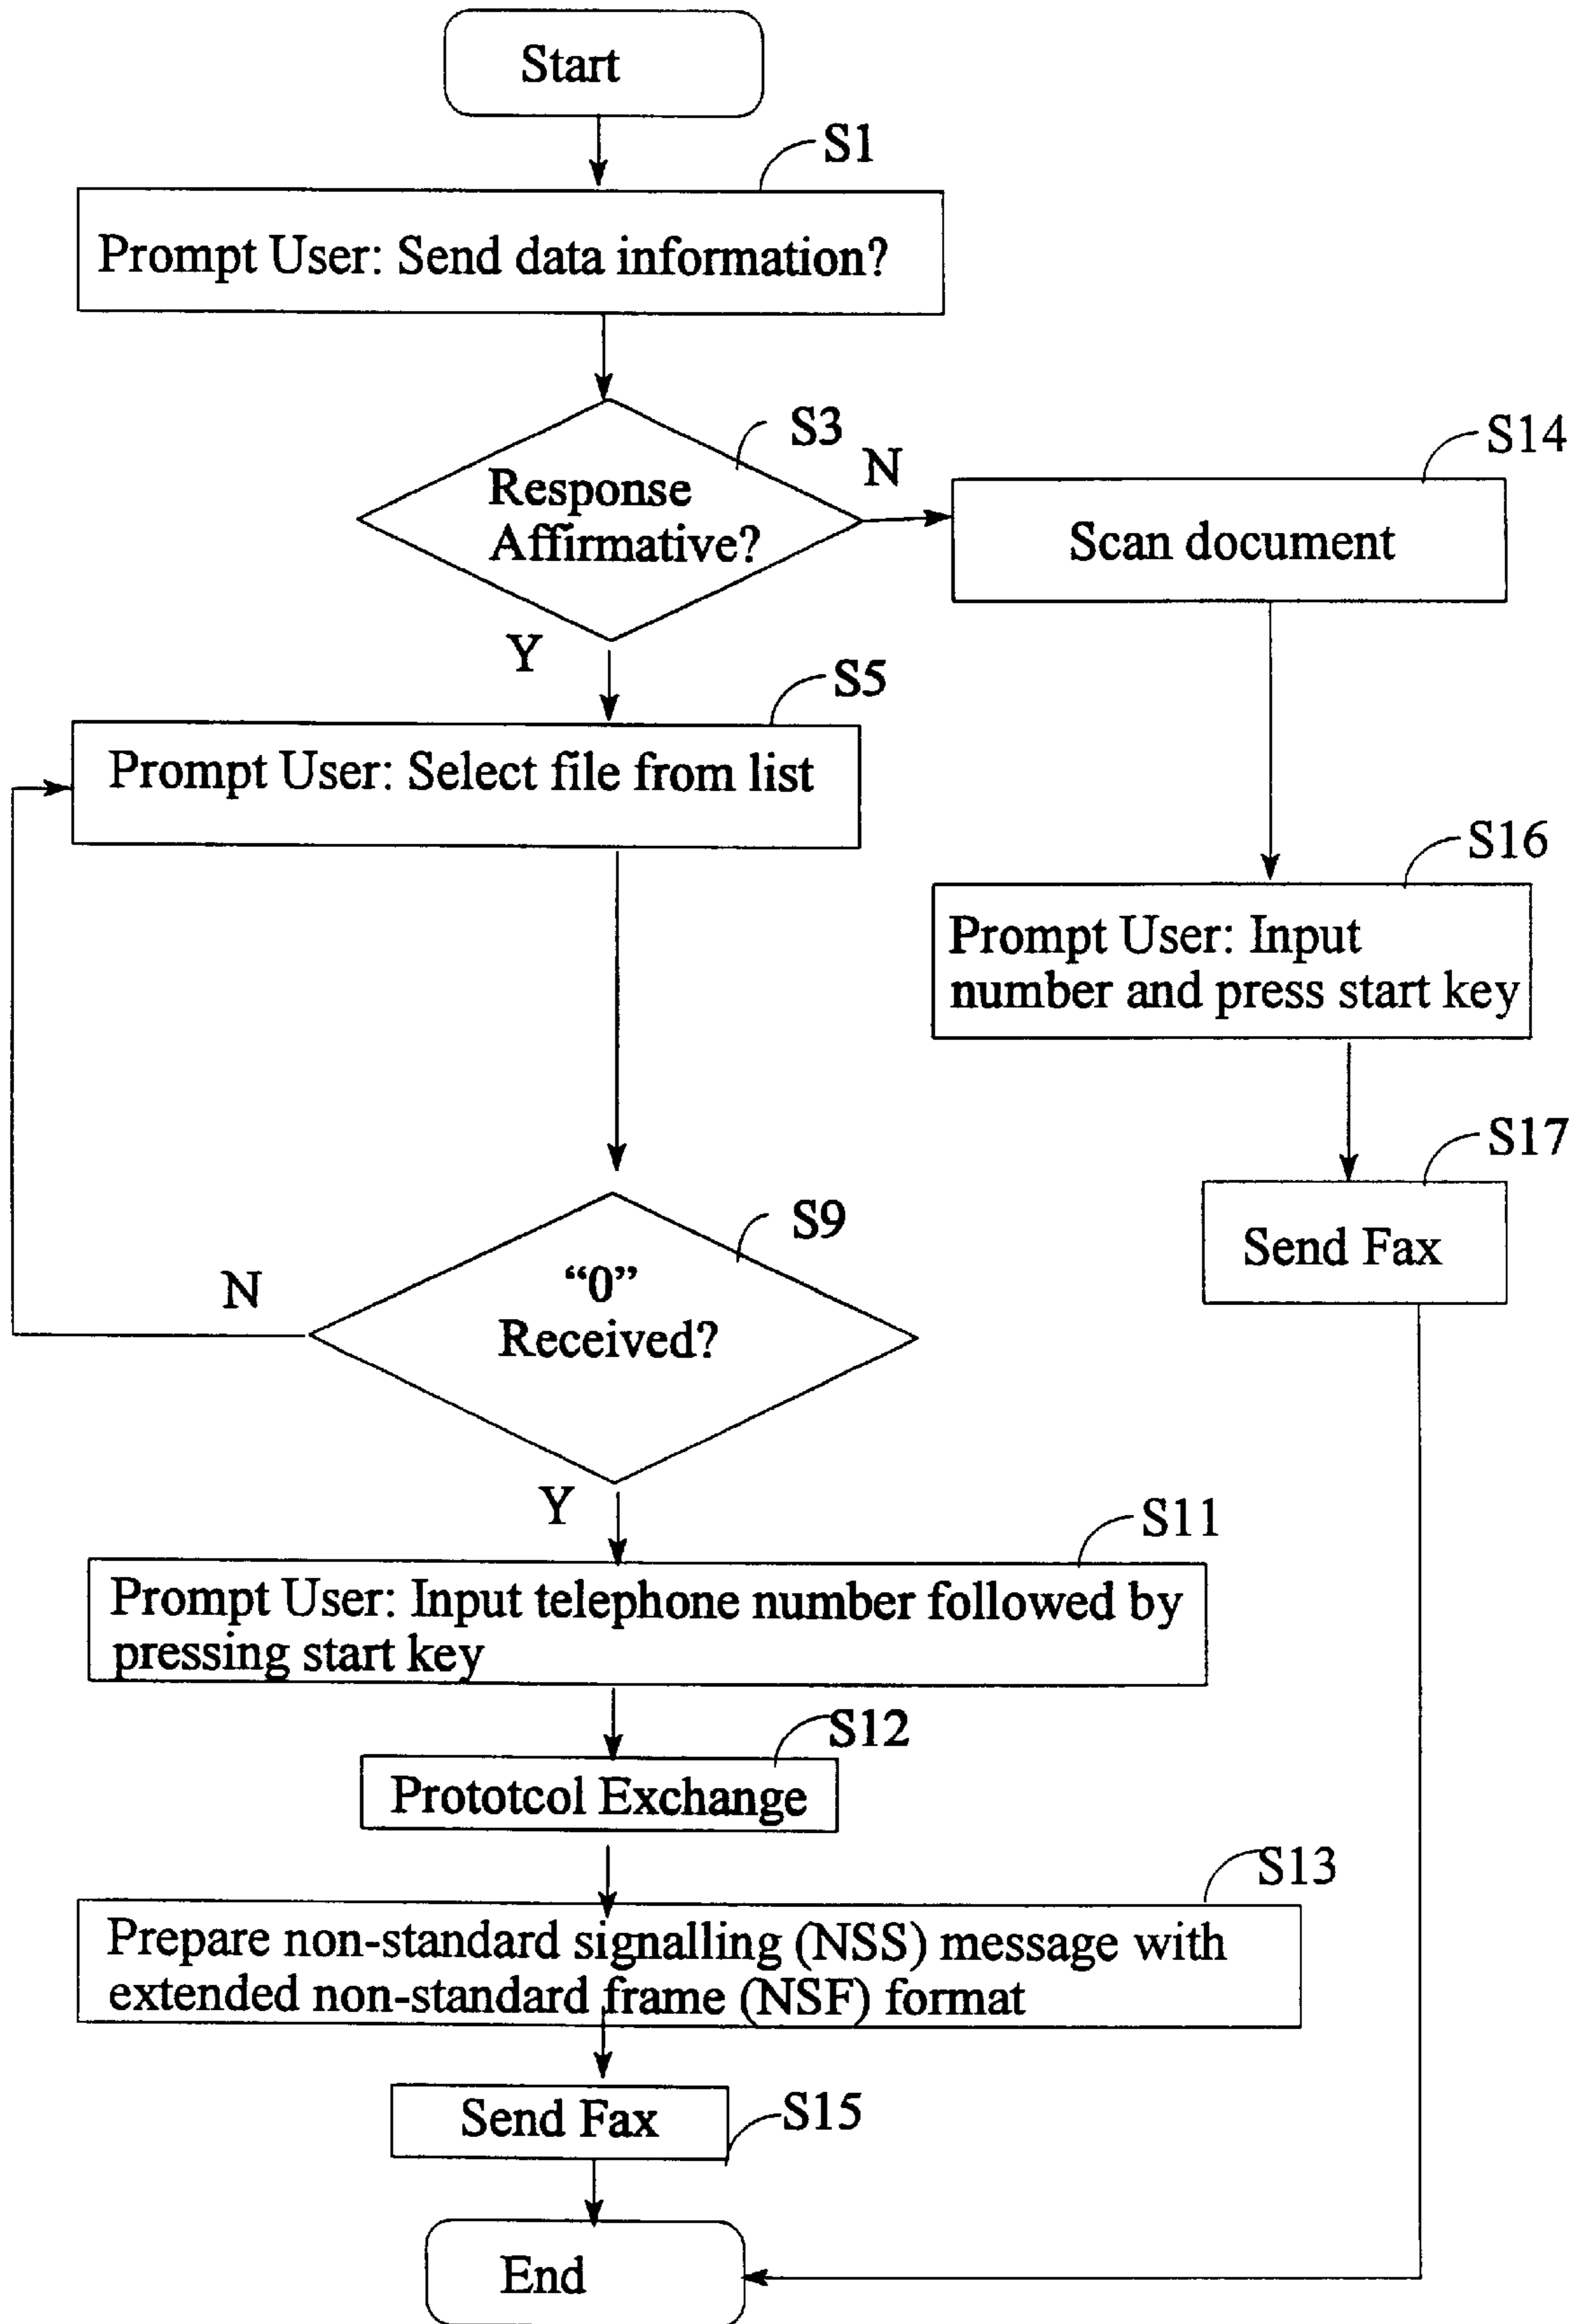 Start
S1
Prompt User: Send data information?
S3
Response
Affirmative?
N
S14
Scan document
Y
S5
Prompt User: Select file from list
S16
Prompt User: Input
number and press start key
S17
Send Fax
S9
“0”
Received?
N
Y
S11
Prompt User: Input telephone number followed by
pressing start key
S12
Prototcol Exchange
S13
Prepare non-standard signalling (NSS) message with
extended non-standard frame (NSF) format
S15
Send Fax
End